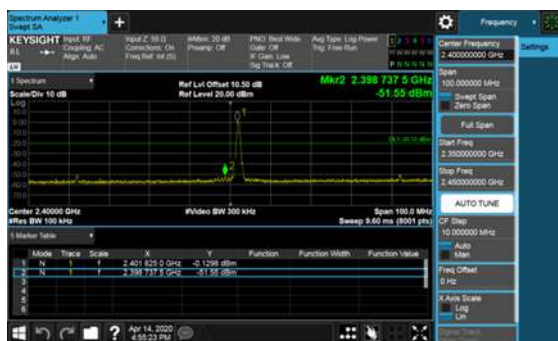 Spectrum Analyzer 1
Swept SA
+
Frequency
KEYSIGHT Input: RF
Coupling: AC
Align: Auto
Input Z: 50 Ω
Corrections: On
Freq Ref: Int (S)
#Atten: 20 dB
Preamp: Off
PNO: Best Wide
Gate: Off
IF Gain: Low
Sig Track: Off
Avg Type: Log-Power
Trig: Free Run
1 Spectrum
Scale/Div 10 dB
Ref Lvl Offset 10.50 dB
Ref Level 20.00 dBm
Mkr2 2.398 737 5 GHz
-51.55 dBm
Log
Center 2.40000 GHz
#Res BW 100 kHz
#Video BW 300 kHz
Span 100.0 MHz
Sweep 9.60 ms (8001 pts)
1 Marker Table
Mode Trace Scale X Y Function Function Width Function Value
1 N 1 f 2.401 825 0 GHz -0.1298 dBm
2 N 1 f 2.398 737 5 GHz -51.55 dBm
3
4
5
6
Apr 14, 2020
4:55:23 PM
Center Frequency
2.400000000 GHz
Settings
Span
100.000000 MHz
Swept Span
Zero Span
Full Span
Start Freq
2.350000000 GHz
Stop Freq
2.450000000 GHz
AUTO TUNE
CF Step
10.000000 MHz
Auto
Man
Freq Offset
0 Hz
X Axis Scale
Log
Lin
Signal Track